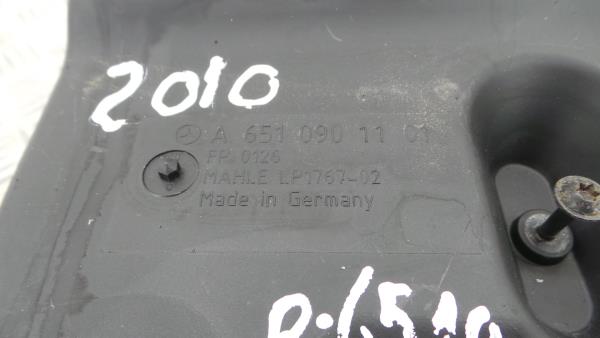 2010
A 651 090 11 01
FP 0126
MAHLE LP1767-02
Made in Germany